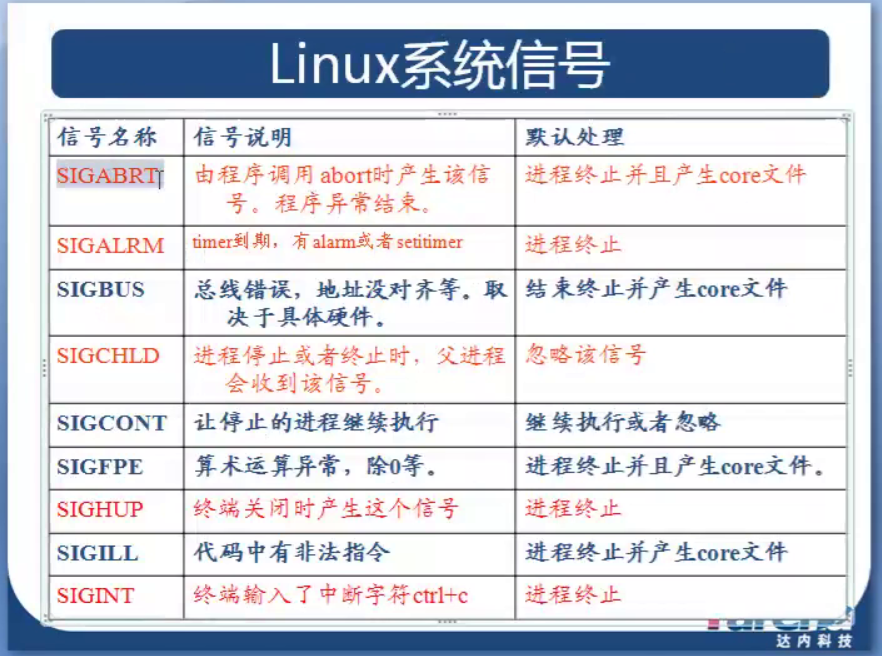 Linux系统信号
信号名称 信号说明 默认处理
SIGABRT 由程序调用abort时产生该信 进程终止并且产生core文件
号。程序异常结束。
SIGALRM timer到期，有alarm或者setitimer 进程终止
SIGBUS 总线错误，地址没对齐等。取 结束终止并产生core文件
决于具体硬件。
SIGCHLD 进程停止或者终止时，父进程 忽略该信号
会收到该信号。
SIGCONT 让停止的进程继续执行 继续执行或者忽略
SIGFPE 算术运算异常，除0等。 进程终止并且产生core文件。
SIGHUP 终端关闭时产生这个信号 进程终止
SIGILL 代码中有非法指令 进程终止并产生core文件
SIGINT 终端输入了中断字符ctrl+c 进程终止
达内科技